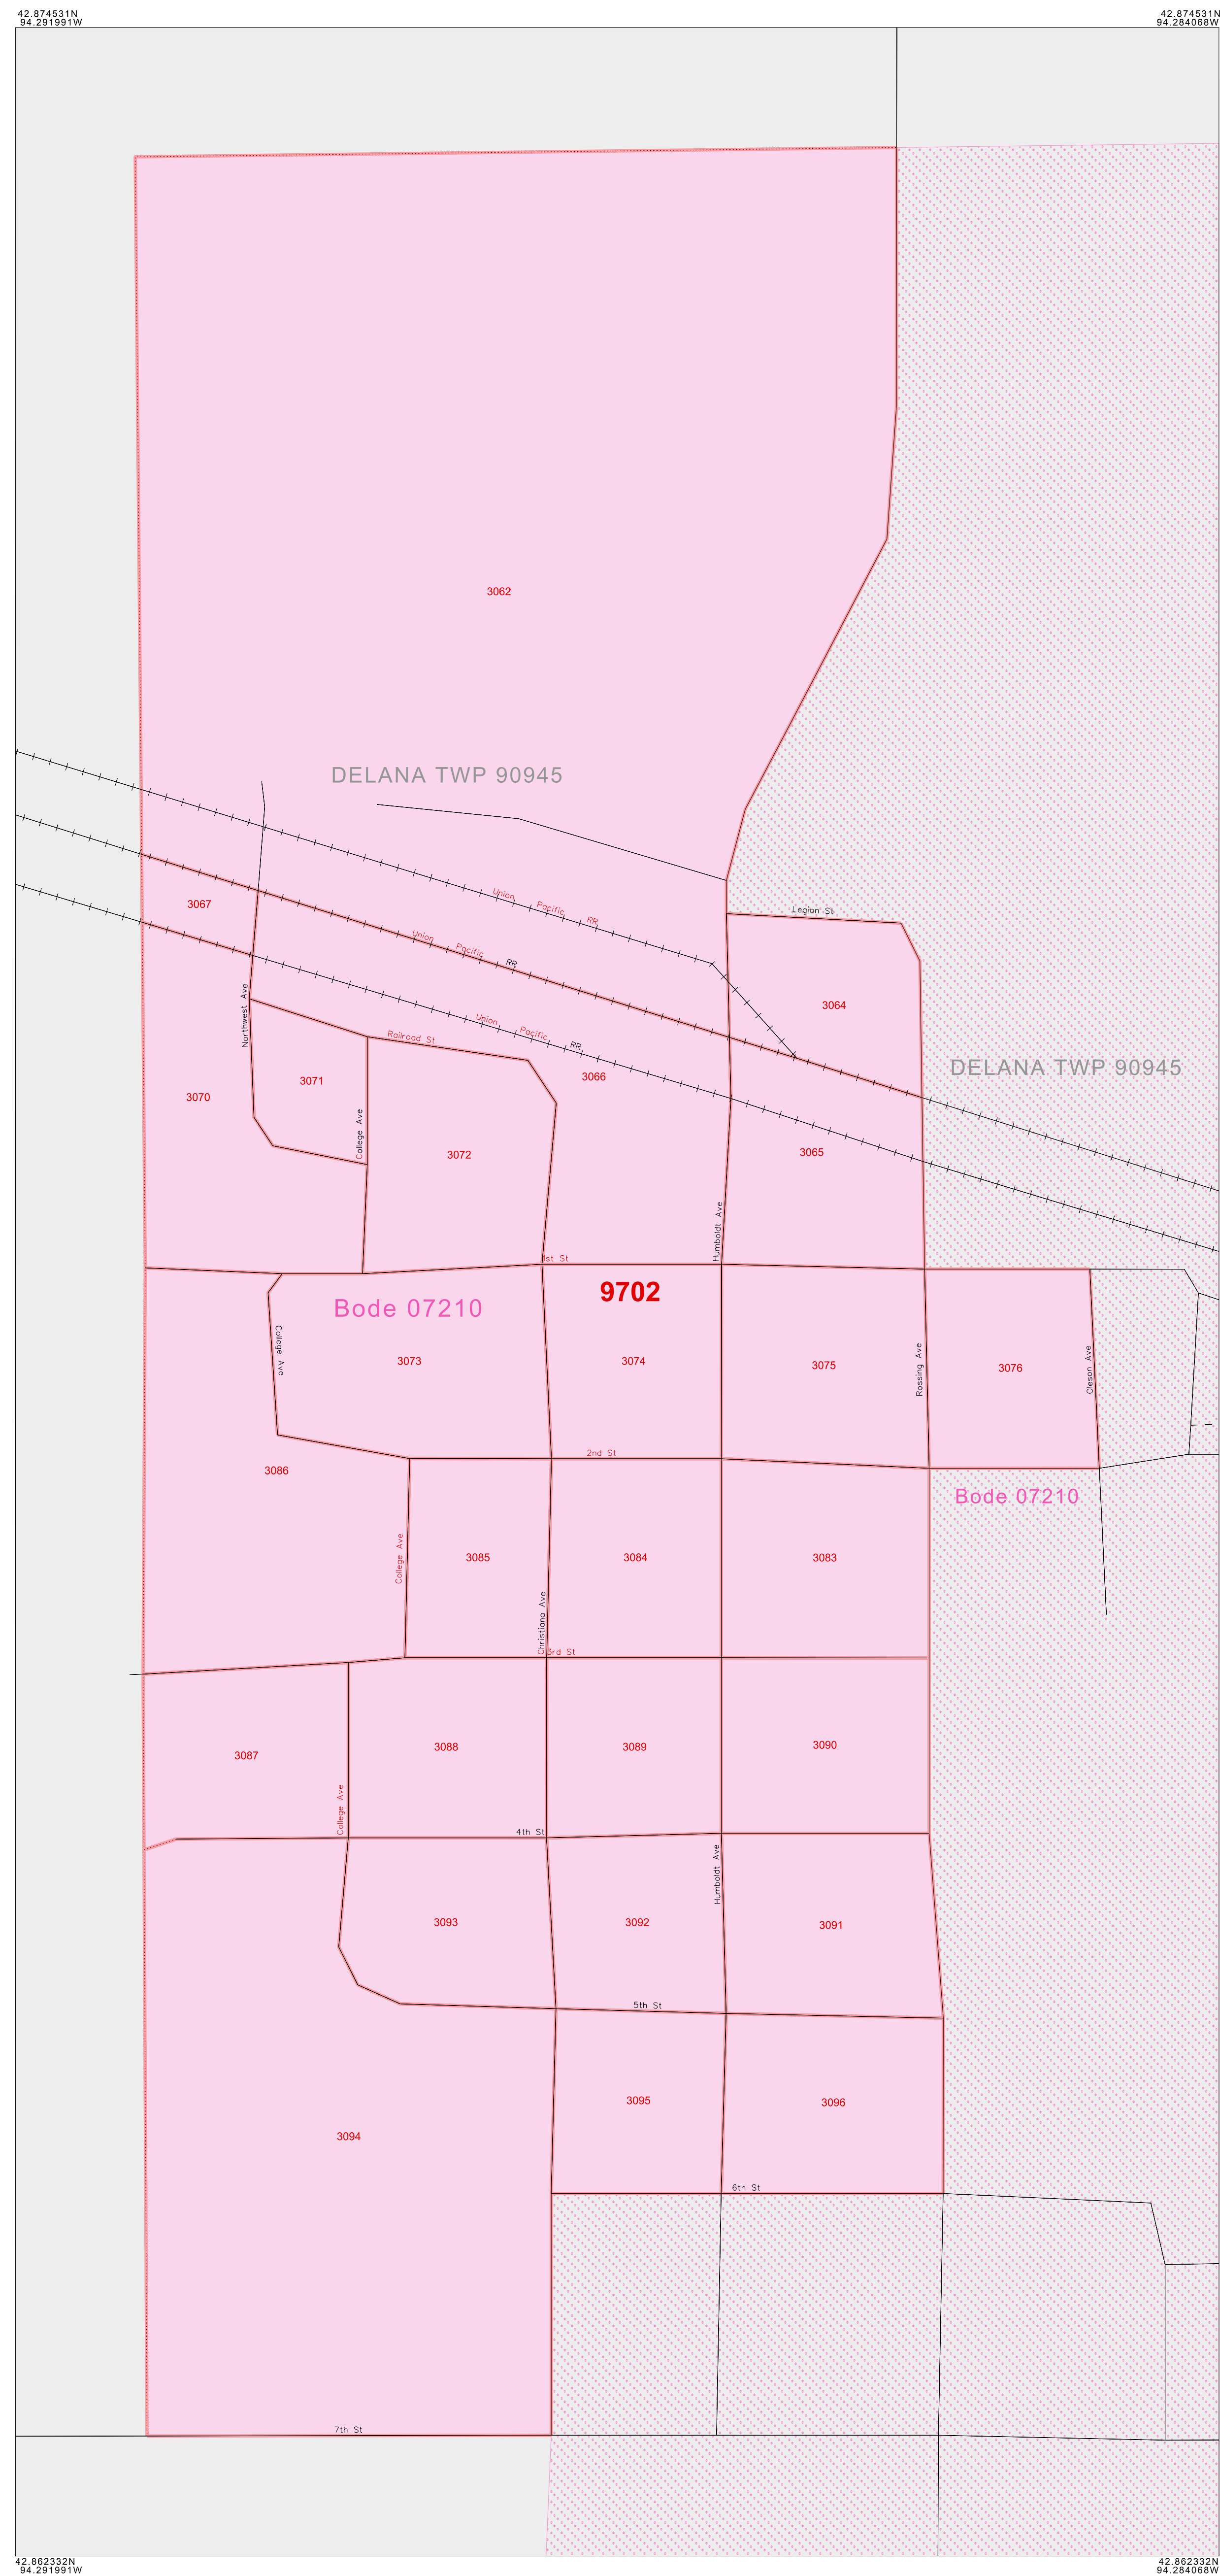 42.874531N
94.291991W
42.874531N
94.284068W
3062
DELANA TWP 90945
Union Pacific RR
3067
Legion St
Union Pacific RR
3064
Northwest Ave
Union Pacific RR
Railroad St
DELANA TWP 90945
3071
3066
3070
College Ave
3072
3065
Humboldt Ave
1st St
9702
Bode 07210
College Ave
3073
3074
3075
Rossing Ave
3076
Oleson Ave
2nd St
3086
Bode 07210
College Ave
3085
3084
3083
Christiana Ave
3rd St
3087
3088
3089
3090
College Ave
4th St
Humboldt Ave
3093
3092
3091
5th St
3095
3096
3094
6th St
7th St
42.862332N
94.291991W
42.862332N
94.284068W